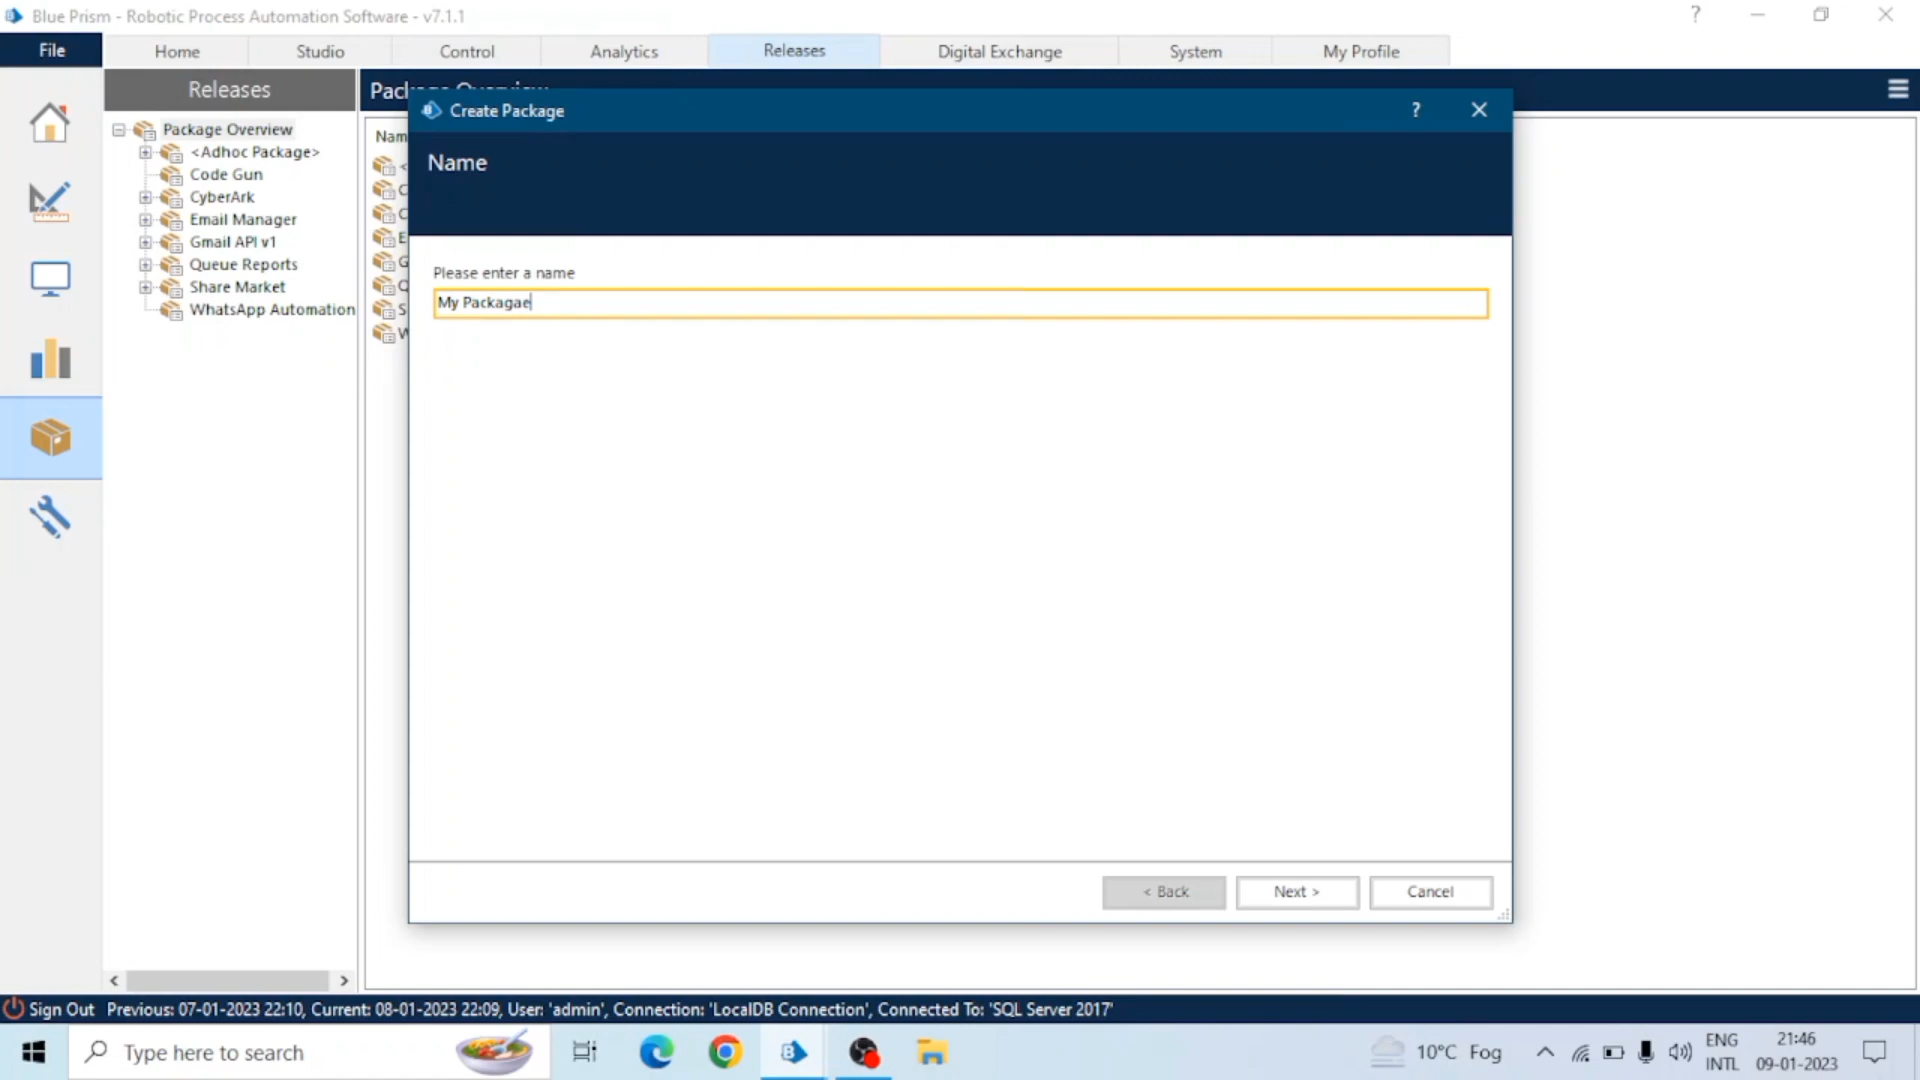 Blue Prism - Robotic Process Automation Software - v7.1.1
File Home Studio Control Analytics Releases Digital Exchange System My Profile
Releases
Package Overview
<Adhoc Package>
Code Gun
CyberArk
Email Manager
Gmail API v1
Queue Reports
Share Market
WhatsApp Automation
Package Overview
Nam
<
C
C
E
G
Q
S
W
Create Package
?
Name
Please enter a name
My Packagae
< Back Next > Cancel
Sign Out Previous: 07-01-2023 22:10, Current: 08-01-2023 22:09, User: 'admin', Connection: 'LocalDB Connection', Connected To: 'SQL Server 2017'
Type here to search
10°C Fog
ENG
INTL
21:46
09-01-2023